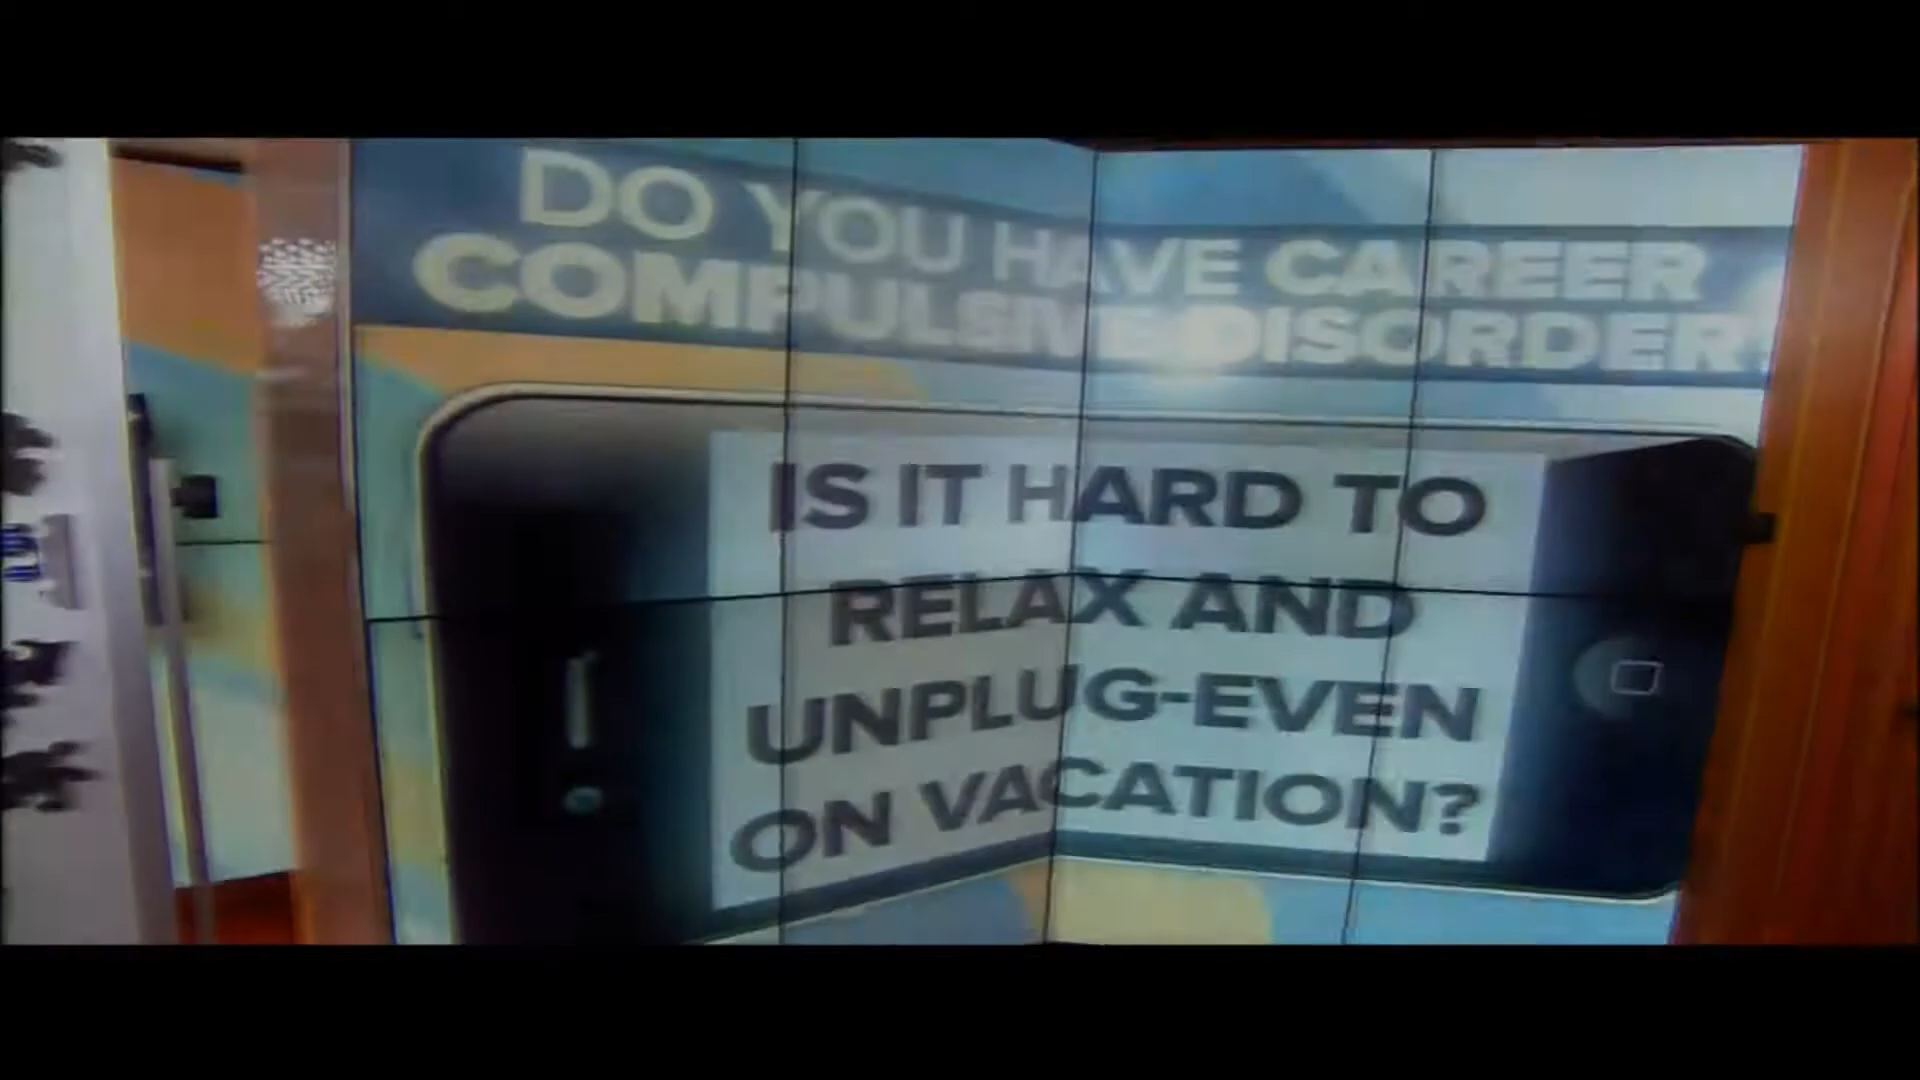 DO YOU HAVE CAREER
COMPULSIVE DISORDER?
IS IT HARD TO
RELAX AND
UNPLUG-EVEN
ON VACATION?